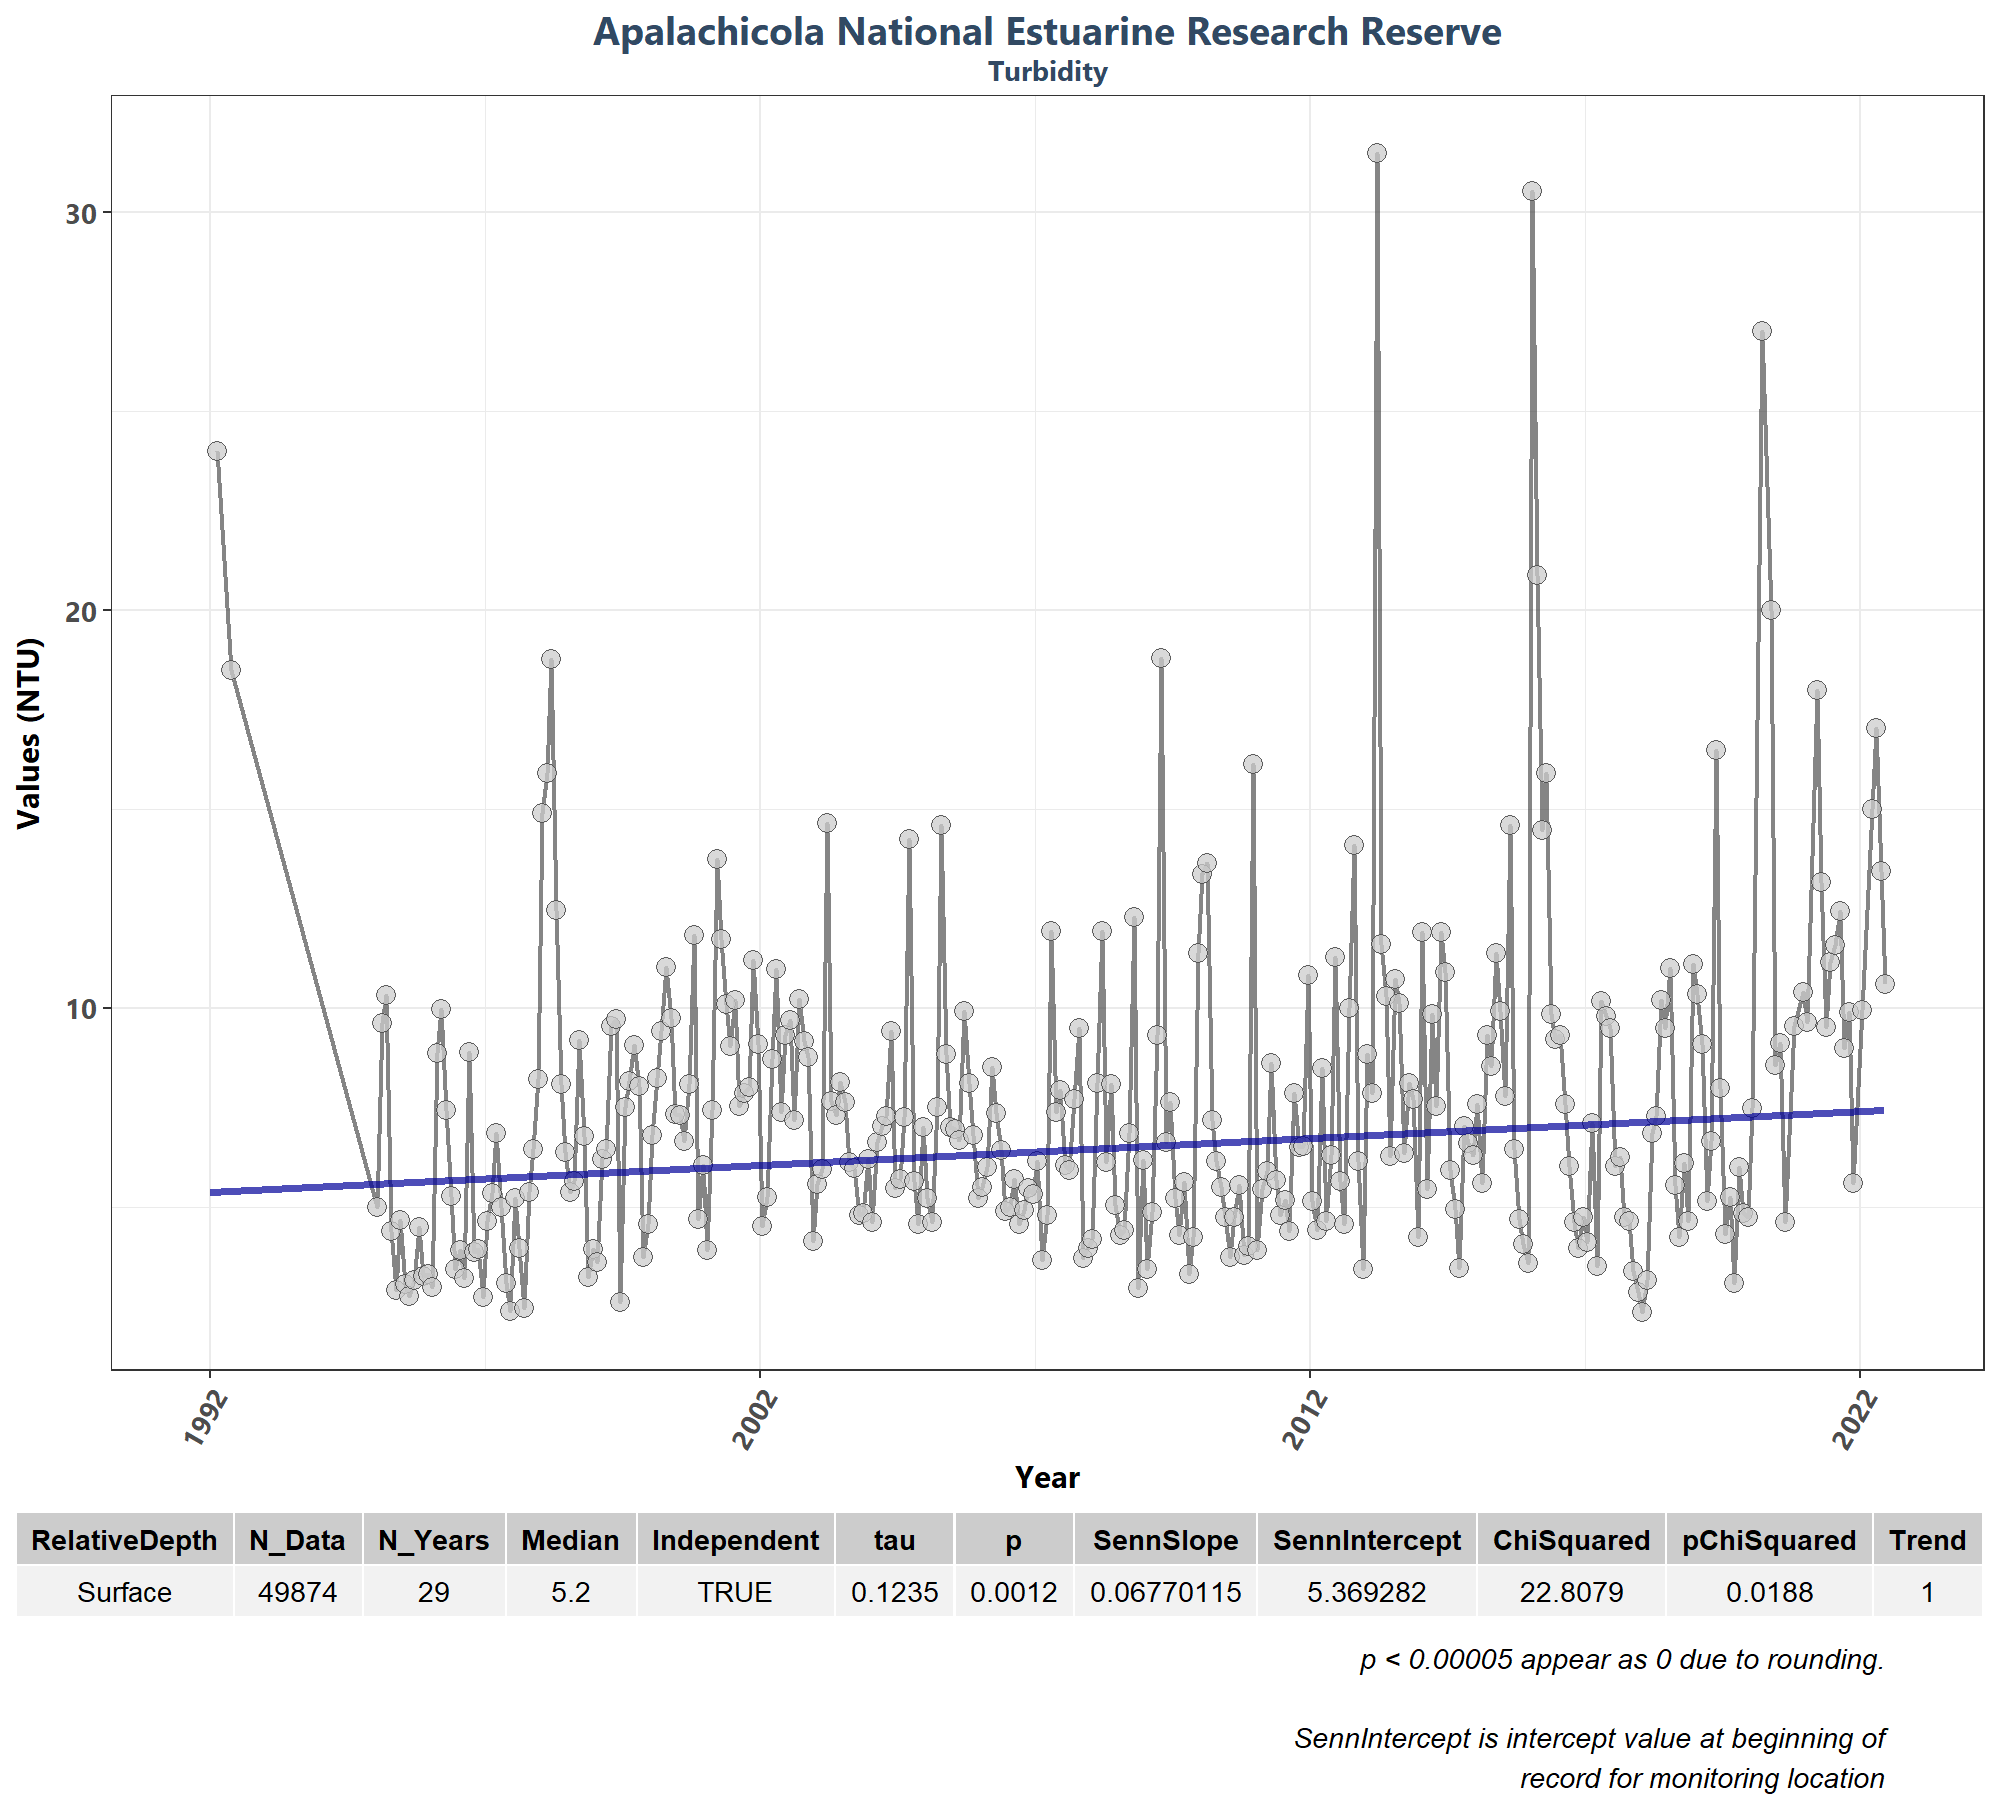 Apalachicola National Estuarine Research Reserve
Turbidity
Values (NTU)
30
20
10
1992
2002
2012
2022
Year
RelativeDepth N_Data N_Years Median Independent tau p SennSlope SennIntercept ChiSquared pChiSquared Trend
Surface 49874 29 5.2 TRUE 0.1235 0.0012 0.06770115 5.369282 22.8079 0.0188 1
p < 0.00005 appear as 0 due to rounding.
SennIntercept is intercept value at beginning of
record for monitoring location